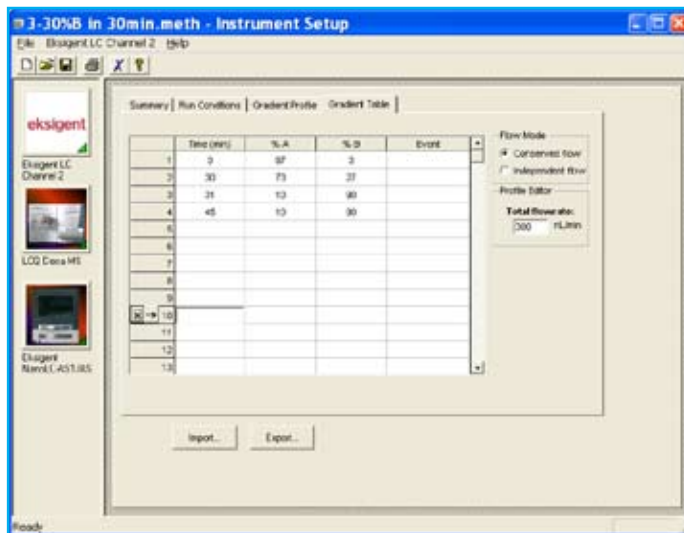 3-30%B in 30min.meth - Instrument Setup
File Eksigent LC Channel 2 Help
eksigent
Eksigent LC
Channel 2
LCQ Deca MS
Eksigent
NanoLC-AS1/AS
Summary Run Conditions Gradient Profile Gradient Table
Time (min) % A % B Event
1 0 97 3
2 30 73 27
3 31 10 90
4 45 10 90
5
6
7
8
9
10
11
12
13
Flow Mode
Conserved flow
Independent flow
Profile Editor
Total flowrate:
300 nL/min
Import... Export...
Ready